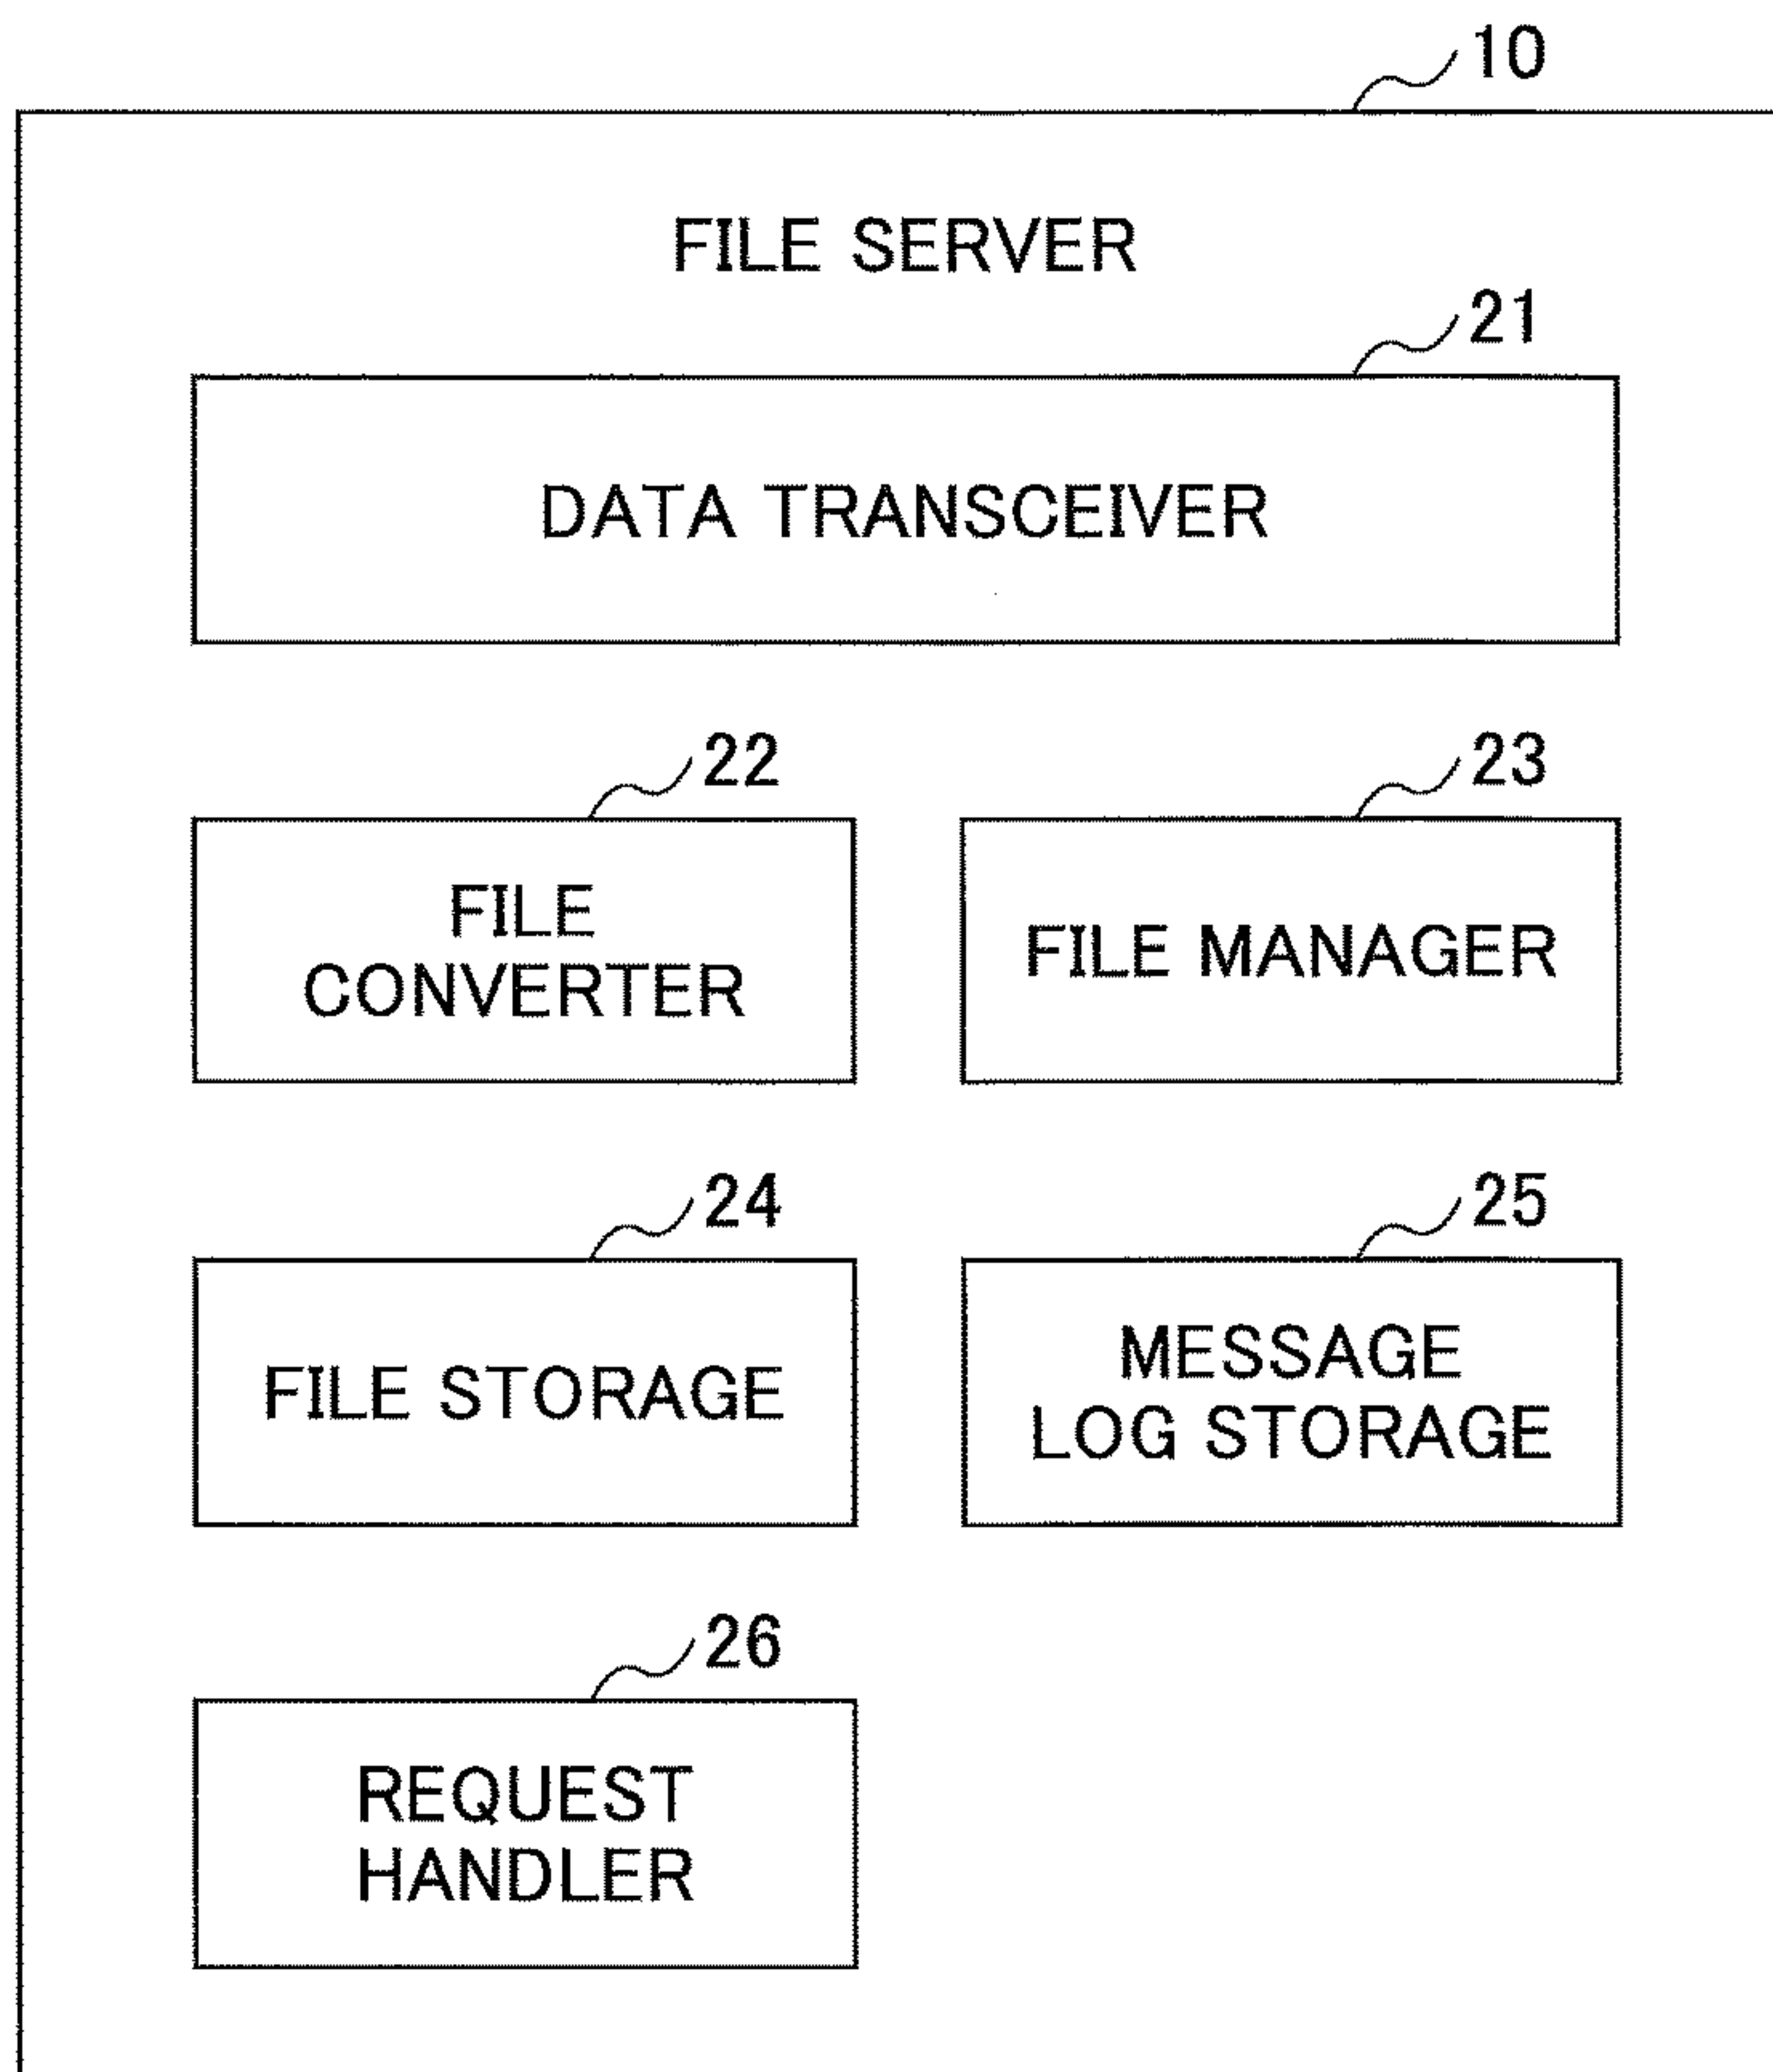 10
FILE SERVER
21
DATA TRANSCEIVER
22
23
FILE
CONVERTER
FILE MANAGER
24
25
FILE STORAGE
MESSAGE
LOG STORAGE
26
REQUEST
HANDLER